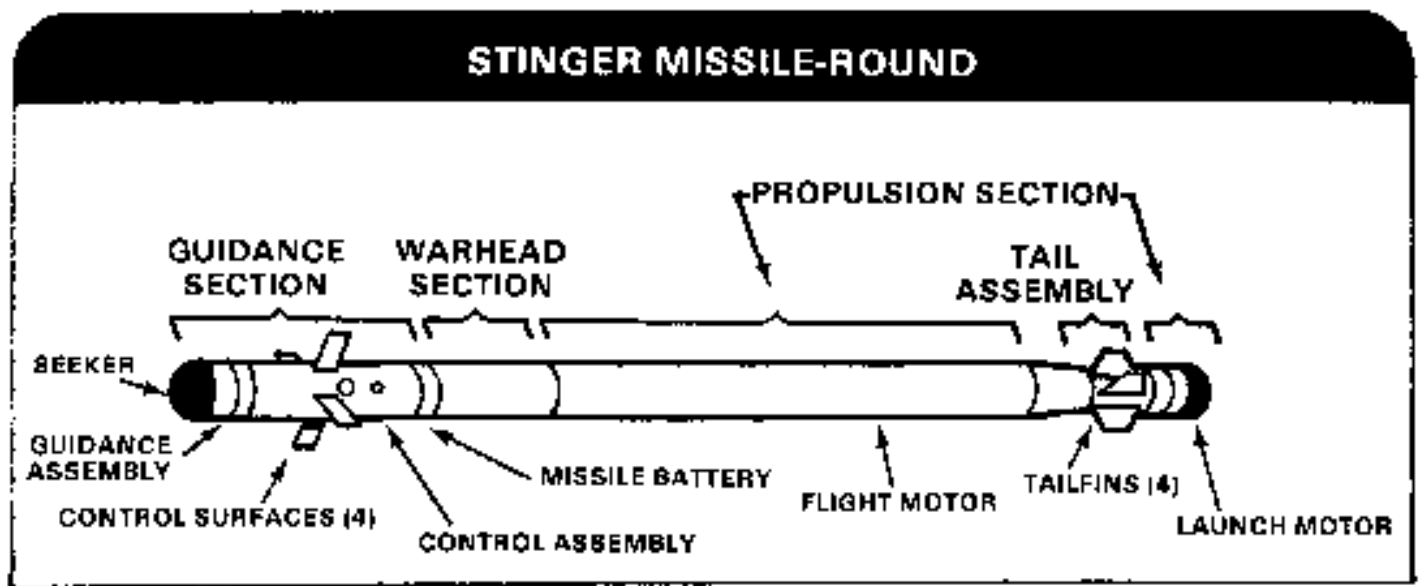 STINGER MISSILE-ROUND
PROPULSION SECTION
GUIDANCE
SECTION
WARHEAD
SECTION
TAIL
ASSEMBLY
SEEKER
GUIDANCE
ASSEMBLY
CONTROL SURFACES (4)
CONTROL ASSEMBLY
MISSILE BATTERY
FLIGHT MOTOR
TAILFINS (4)
LAUNCH MOTOR